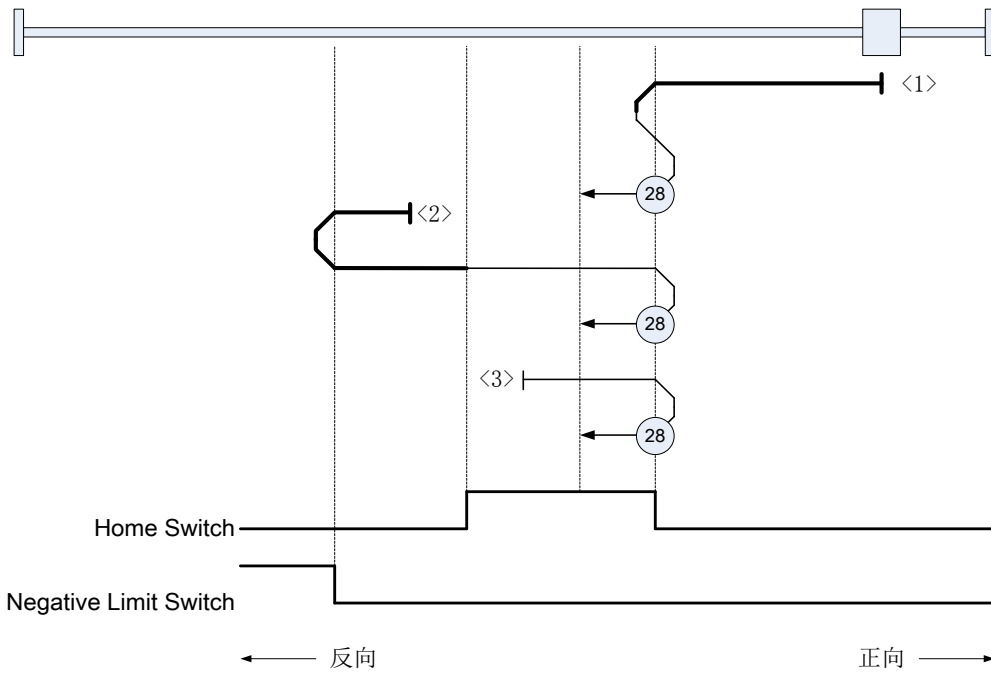 <1>
28
<2>
28
<3>
28
Home Switch
Negative Limit Switch
反向
正向